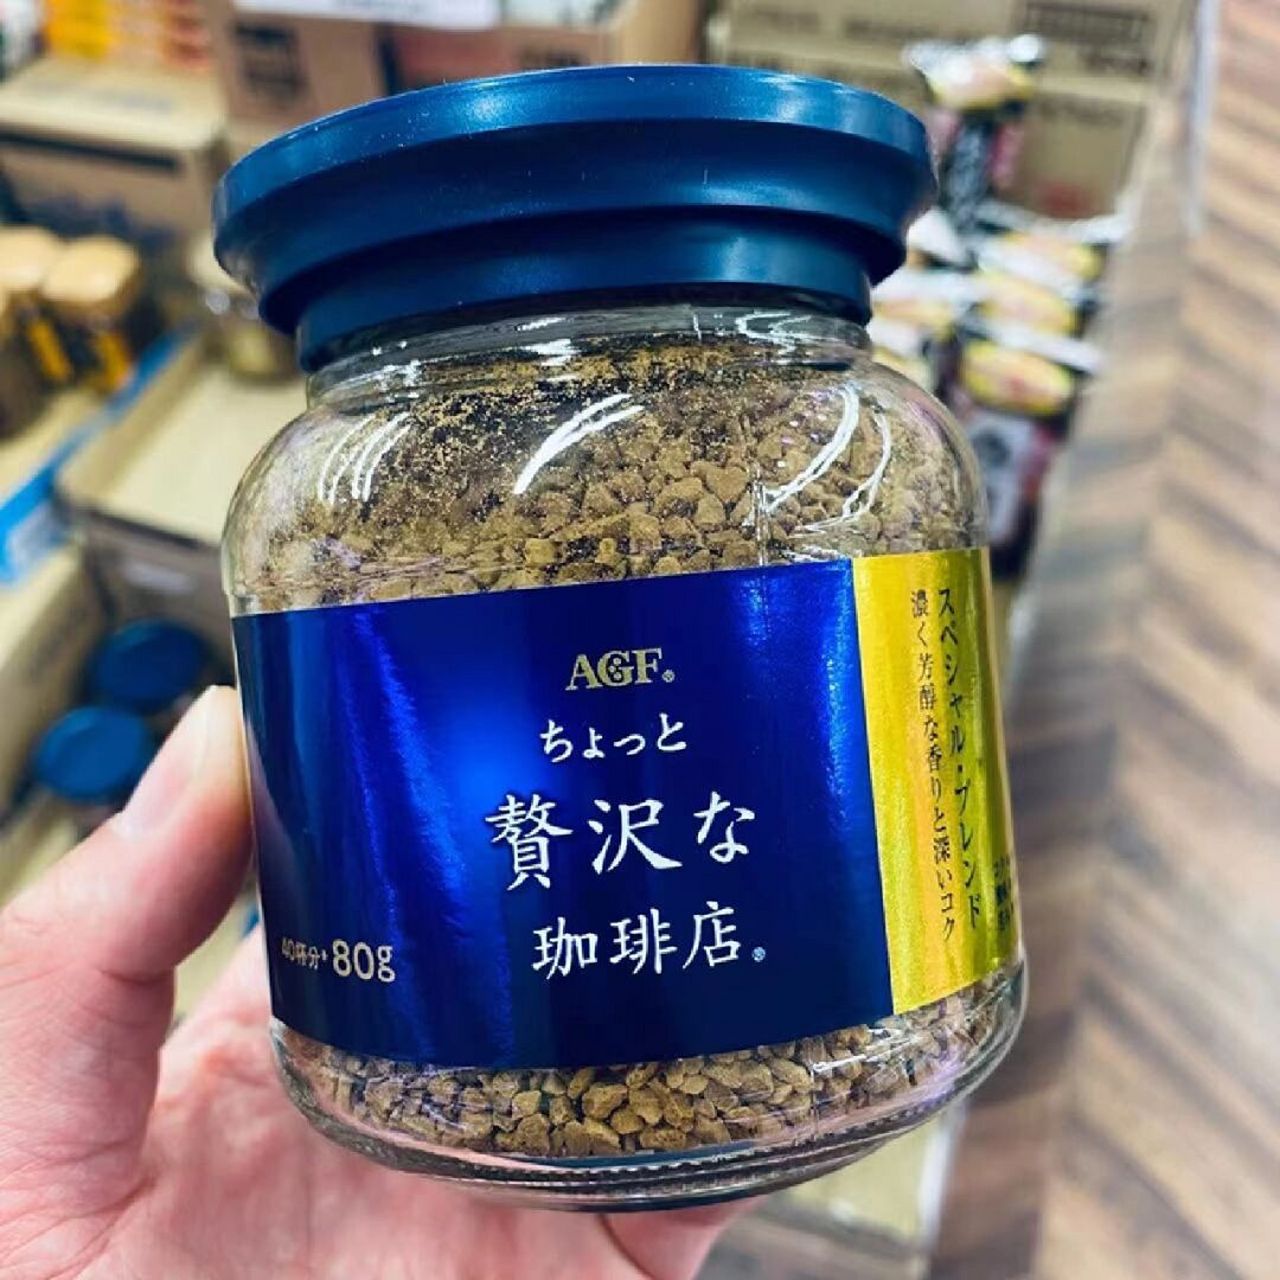 AGF®
ちょっと
贅沢な
珈琲店®
40杯分* 80g
スペシャル・ブレンド
濃く芳醇な香りと深いコク